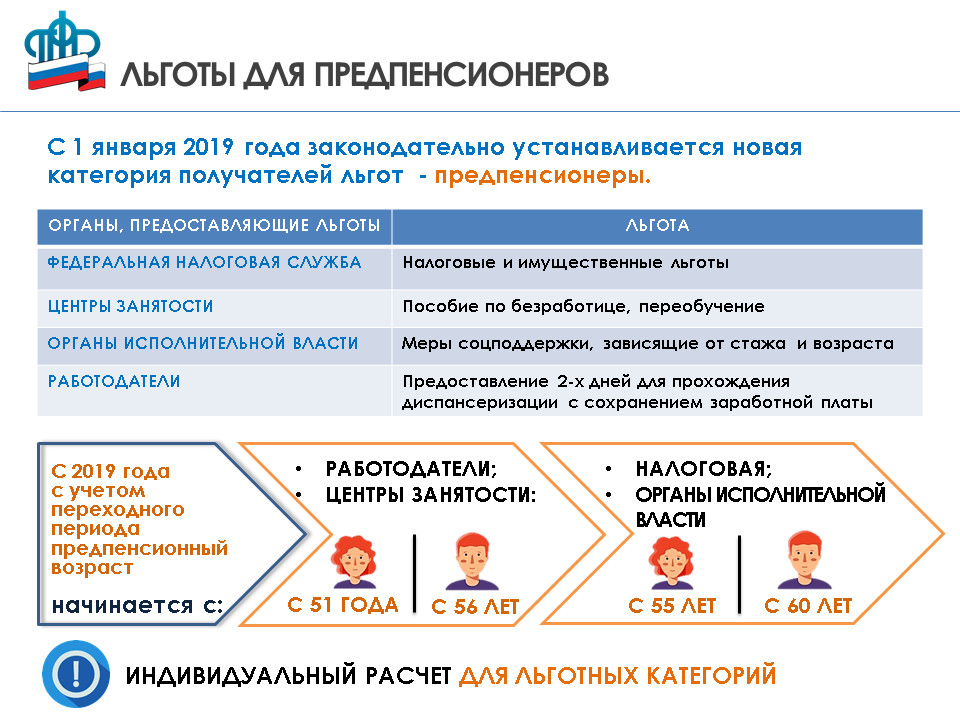 ЛЬГОТЫ ДЛЯ ПРЕДПЕНСИОНЕРОВ
С 1 января 2019 года законодательно устанавливается новая
категория получателей льгот - предпенсионеры.
ОРГАНЫ, ПРЕДОСТАВЛЯЮЩИЕ ЛЬГОТЫ
ЛЬГОТА
ФЕДЕРАЛЬНАЯ НАЛОГОВАЯ СЛУЖБА
Налоговые и имущественные льготы
ЦЕНТРЫ ЗАНЯТОСТИ
Пособие по безработице, переобучение
ОРГАНЫ ИСПОЛНИТЕЛЬНОЙ ВЛАСТИ
Меры соцподдержки, зависящие от стажа и возраста
РАБОТОДАТЕЛИ
Предоставление 2-х дней для прохождения
диспансеризации с сохранением заработной платы
С 2019 года
с учетом
переходного
периода
предпенсионный
возраст
начинается с:
• РАБОТОДАТЕЛИ;
• ЦЕНТРЫ ЗАНЯТОСТИ:
С 51 ГОДА
С 56 ЛЕТ
• НАЛОГОВАЯ;
• ОРГАНЫ ИСПОЛНИТЕЛЬНОЙ
ВЛАСТИ
С 55 ЛЕТ
С 60 ЛЕТ
ИНДИВИДУАЛЬНЫЙ РАСЧЕТ ДЛЯ ЛЬГОТНЫХ КАТЕГОРИЙ